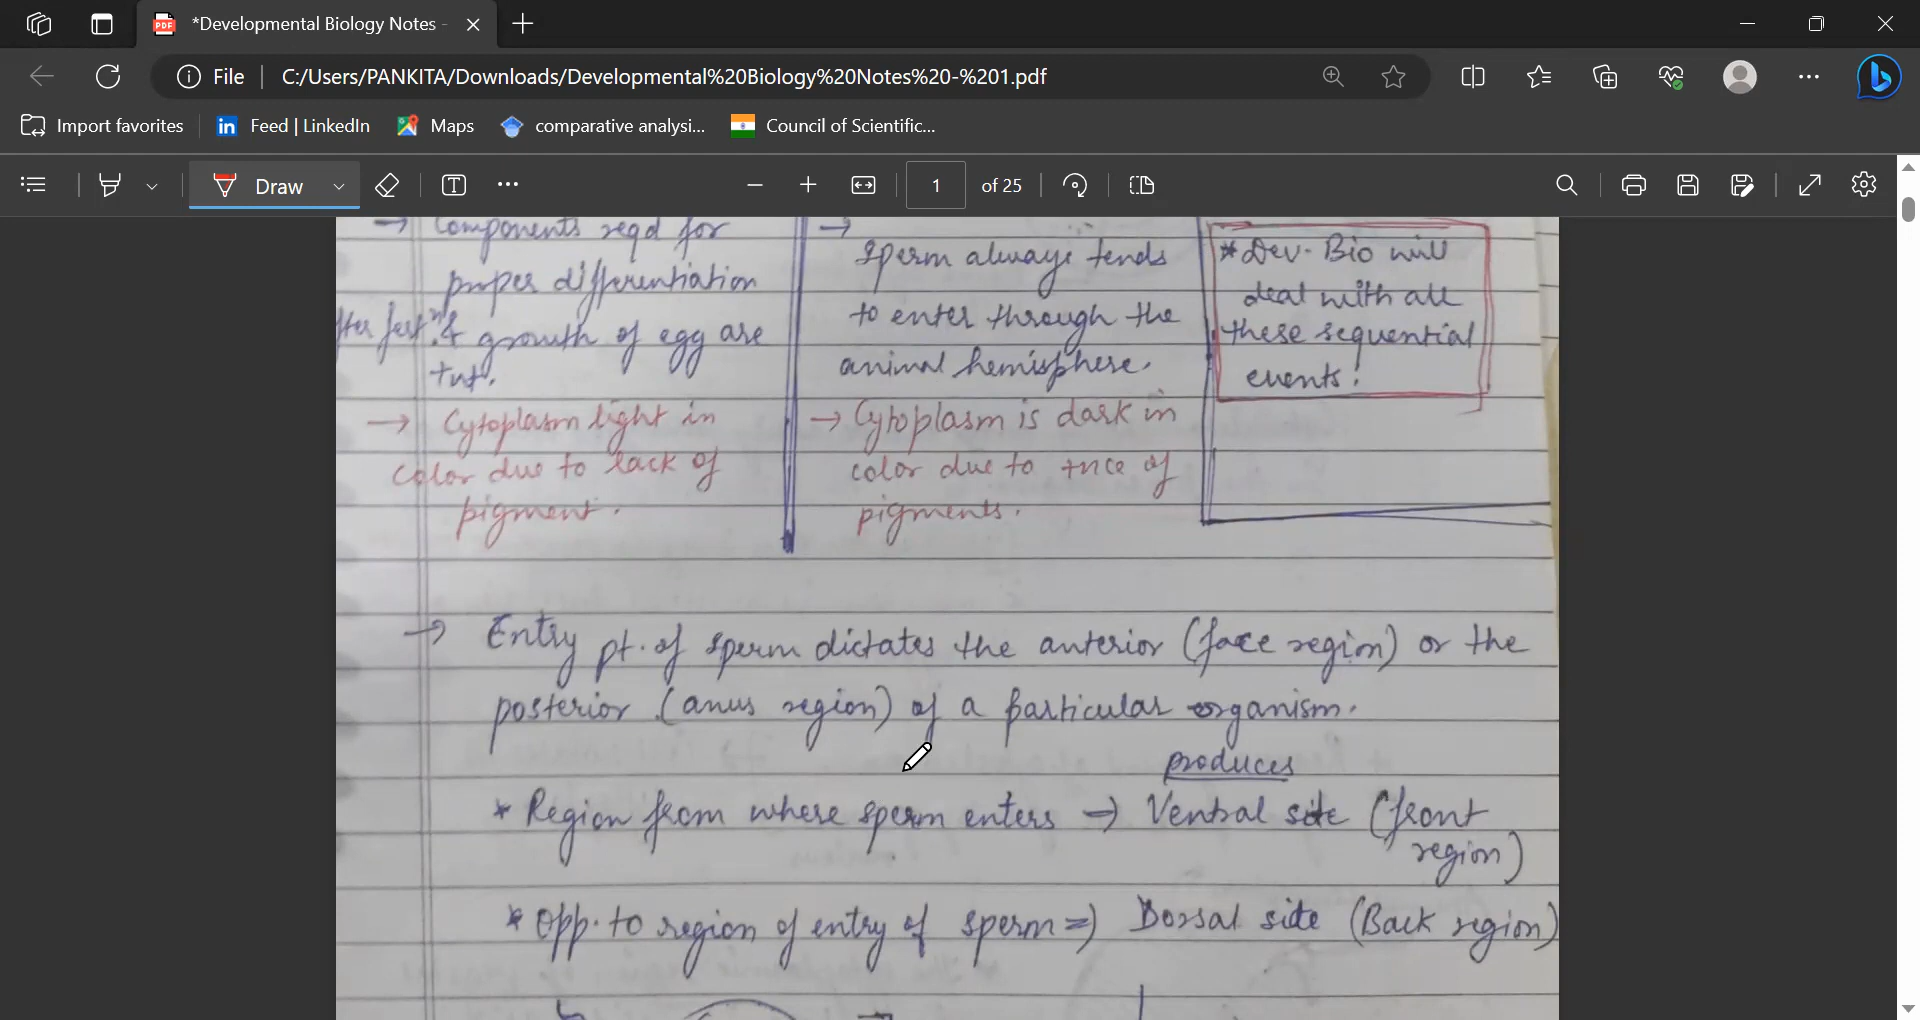 *Developmental Biology Notes -
File
C:/Users/PANKITA/Downloads/Developmental%20Biology%20Notes%20-%201.pdf
Import favorites
Feed | LinkedIn
Maps
comparative analysi...
Council of Scientific...
Draw
1 of 25
→ Components reqd for
proper differentiation
fter fertⁿ. & growth of egg are
tnt.
→ Cytoplasm light in
color due to lack of
pigment.
→
Sperm always tends
to enter through the
animal hemisphere.
→ Cytoplasm is dark in
color due to +nce of
pigments.
* Dev. Bio will
deal with all
these sequential
events!
→ Entry pt. of sperm dictates the anterior (face region) or the
posterior (anus region) of a particular organism.
produces
* Region from where sperm enters → Ventral side (front
region)
* Opp. to region of entry of sperm ⇒ Dorsal side (Back region)